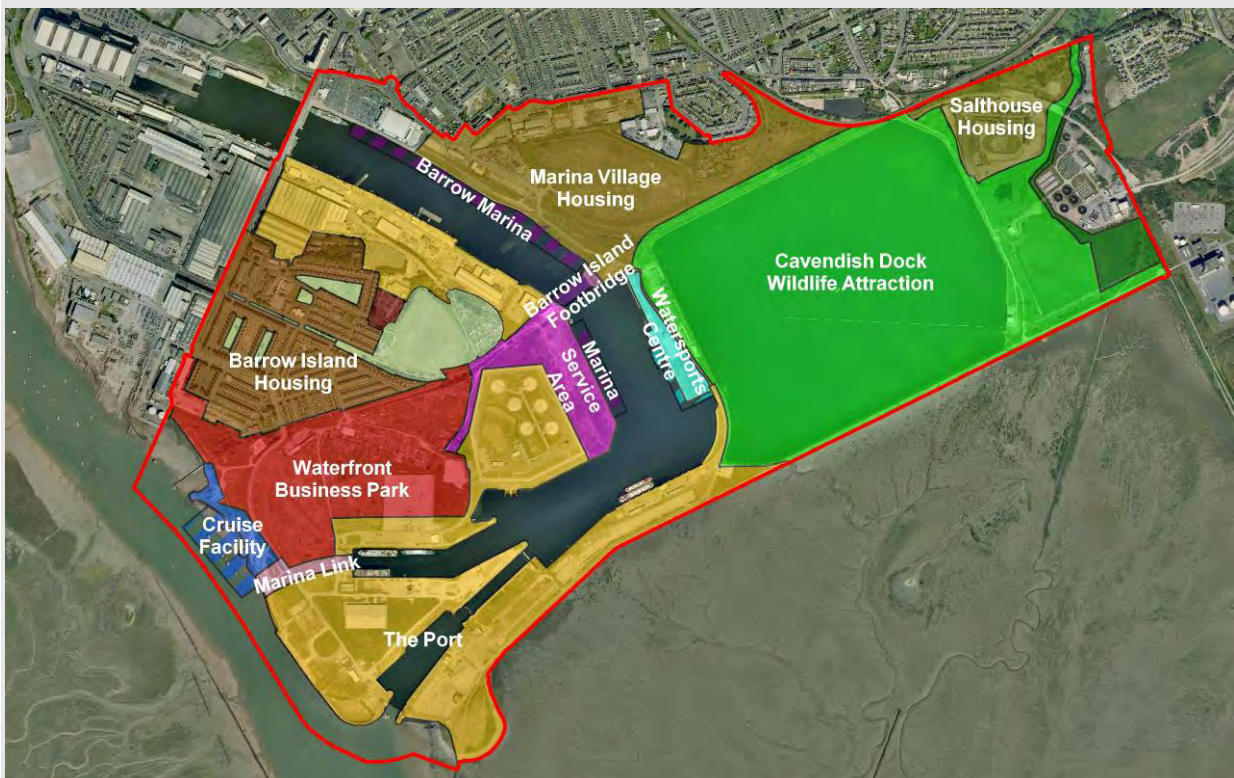 Salthouse
Housing
Barrow Marina
Marina Village
Housing
Barrow Island
Footbridge
Cavendish Dock
Wildlife Attraction
Watersports
Centre
Marina
Service
Area
Barrow Island
Housing
Waterfront
Business Park
Cruise
Facility
Marina Link
The Port